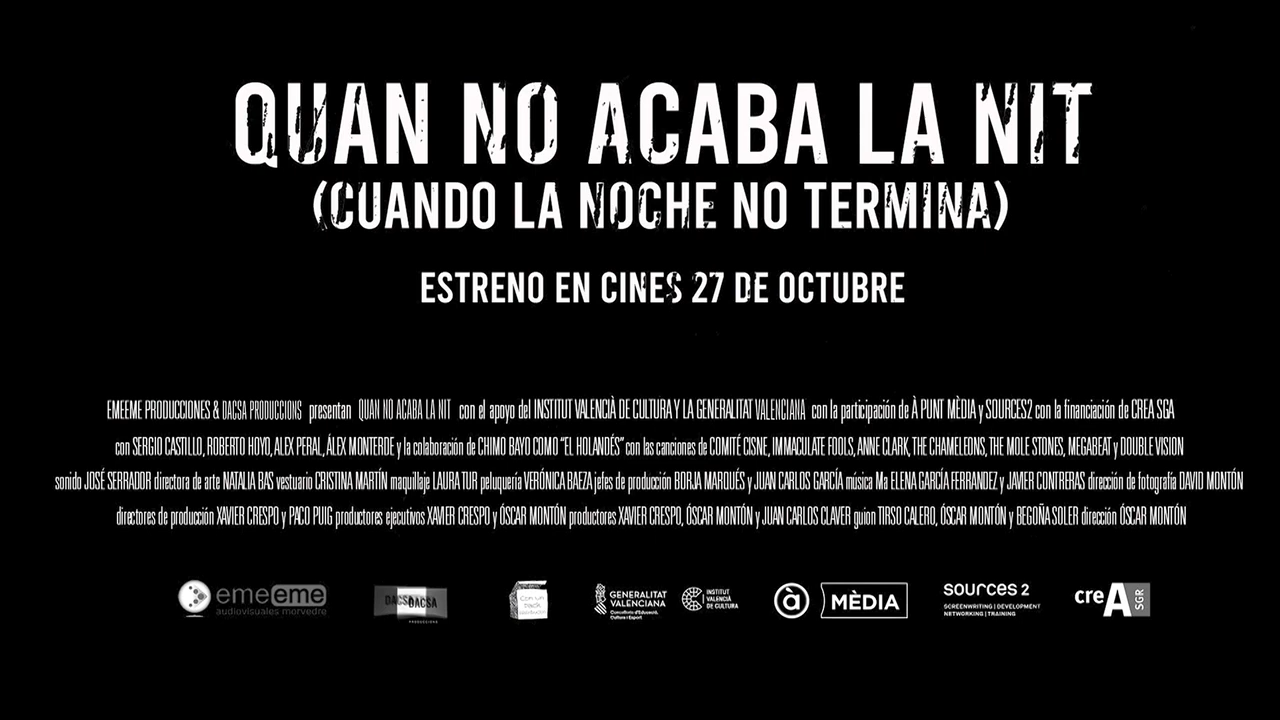 QUAN NO ACABA LA NIT
(CUANDO LA NOCHE NO TERMINA)
ESTRENO EN CINES 27 DE OCTUBRE
EMEEME PRODUCCIONES & DACSA PRODUCCIONS presentan QUAN NO ACABA LA NIT con el apoyo del INSTITUT VALENCIÀ DE CULTURA Y LA GENERALITAT VALENCIANA con la participación de À PUNT MÈDIA y SOURCES2 con la financiación de CREA SGA
con SERGIO CASTILLO, ROBERTO HOYO, ALEX PERAL, ÁLEX MONTERDE y la colaboración de CHIMO BAYO COMO "EL HOLANDÉS" con las canciones de COMITÉ CISNE, IMMACULATE FOOLS, ANNE CLARK, THE CHAMELEONS, THE MOLE STONES, MEGABEAT y DOUBLE VISION
sonido JOSÉ SERRADOR directora de arte NATALIA BAS vestuario CRISTINA MARTÍN maquillaje LAURA TUR peluquería VERÓNICA BAEZA jefes de producción BORJA MARQUÉS y JUAN CARLOS GARCÍA música Ma ELENA GARCÍA FERRANDEZ y JAVIER CONTRERAS dirección de fotografía DAVID MONTÓN
directores de producción XAVIER CRESPO y PACO PUIG productores ejecutivos XAVIER CRESPO y ÓSCAR MONTÓN productores XAVIER CRESPO, ÓSCAR MONTÓN y JUAN CARLOS CLAVER guion TIRSO CALERO, ÓSCAR MONTÓN y BEGOÑA SOLER dirección ÓSCAR MONTÓN
emeeme
audiovisuales morvedre
DACSA DACSA
PRODUCCIONS
GENERALITAT
VALENCIANA
Conselleria d'Educació,
Cultura i Esport
INSTITUT
VALENCIÀ
DE CULTURA
à MÈDIA
sources 2
SCREENWRITING | DEVELOPMENT
NETWORKING | TRAINING
creA SGR